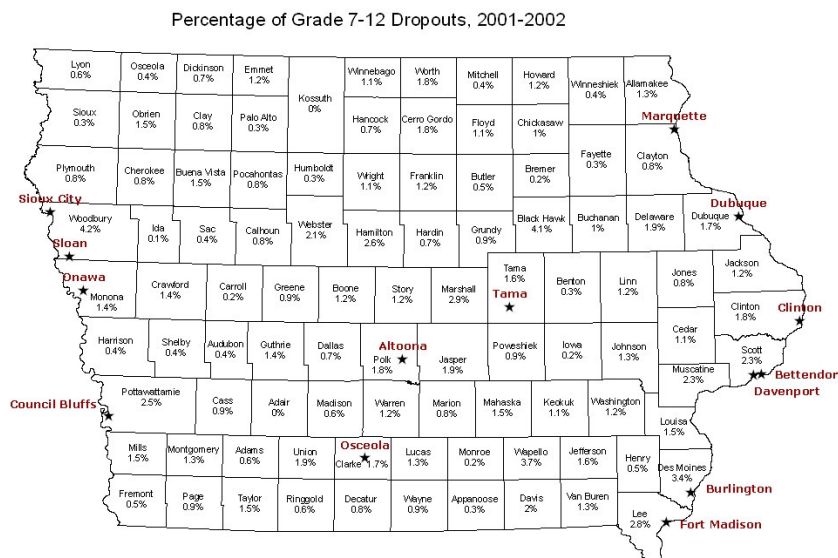 Percentage of Grade 7-12 Dropouts, 2001-2002
Lyon
0.6%
Osceola
0.4%
Dickinson
0.7%
Emmet
1.2%
Kossuth
0%
Winnebago
1.1%
Worth
1.8%
Mitchell
0.4%
Howard
1.2%
Winneshiek
0.4%
Allamakee
1.3%
Sioux
0.3%
Obrien
1.5%
Clay
0.8%
Palo Alto
0.3%
Hancock
0.7%
Cerro Gordo
1.8%
Floyd
1.1%
Chickasaw
1%
Marquette
Plymouth
0.8%
Cherokee
0.8%
Buena Vista
1.5%
Pocahontas
0.8%
Humboldt
0.3%
Wright
1.1%
Franklin
1.2%
Butler
0.5%
Bremer
0.2%
Fayette
0.3%
Clayton
0.8%
Sioux City
Woodbury
4.2%
Ida
0.1%
Sac
0.4%
Calhoun
0.8%
Webster
2.1%
Hamilton
2.6%
Hardin
0.7%
Grundy
0.9%
Black Hawk
4.1%
Buchanan
1%
Delaware
1.9%
Dubuque
Dubuque
1.7%
Sloan
Onawa
Monona
1.4%
Crawford
1.4%
Carroll
0.2%
Greene
0.9%
Boone
1.2%
Story
1.2%
Marshall
2.9%
Tama
1.6%
Tama
Benton
0.3%
Linn
1.2%
Jones
0.8%
Jackson
1.2%
Clinton
1.8%
Clinton
Harrison
0.4%
Shelby
0.4%
Audubon
0.4%
Guthrie
1.4%
Dallas
0.7%
Altoona
Polk
1.8%
Jasper
1.9%
Poweshiek
0.9%
Iowa
0.2%
Johnson
1.3%
Cedar
1.1%
Scott
2.3%
Muscatine
2.3%
Bettendorf
Davenport
Council Bluffs
Pottawattamie
2.5%
Cass
0.9%
Adair
0%
Madison
0.6%
Warren
1.2%
Marion
0.8%
Mahaska
1.5%
Keokuk
1.1%
Washington
1.2%
Louisa
1.5%
Mills
1.5%
Montgomery
1.3%
Adams
0.6%
Union
1.9%
Osceola
Clarke 1.7%
Lucas
1.3%
Monroe
0.2%
Wapello
3.7%
Jefferson
1.6%
Henry
0.5%
Des Moines
3.4%
Burlington
Fremont
0.5%
Page
0.9%
Taylor
1.5%
Ringgold
0.6%
Decatur
0.8%
Wayne
0.9%
Appanoose
0.3%
Davis
2%
Van Buren
1.3%
Lee
2.8%
Fort Madison